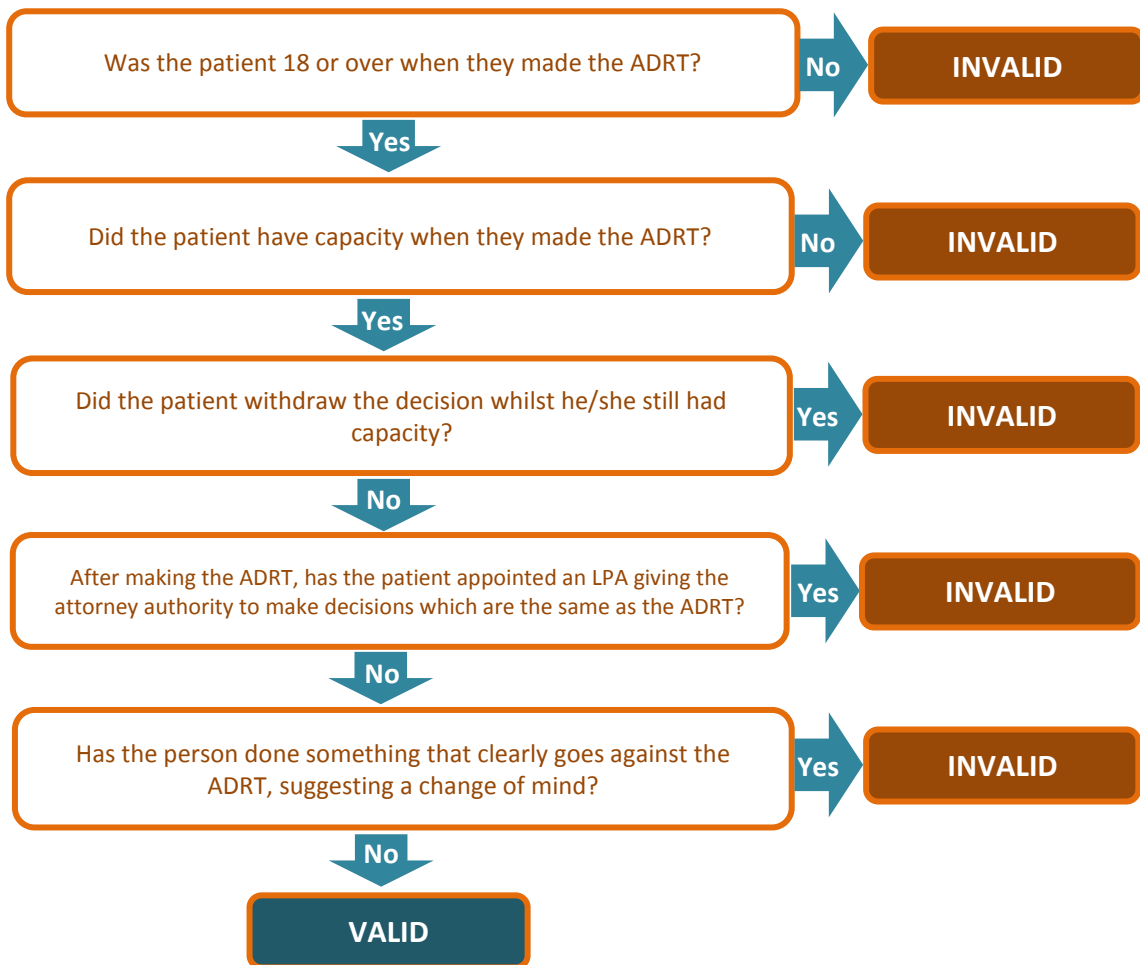 Was the patient 18 or over when they made the ADRT?
No
INVALID
Yes
Did the patient have capacity when they made the ADRT?
No
INVALID
Yes
Did the patient withdraw the decision whilst he/she still had
capacity?
Yes
INVALID
No
After making the ADRT, has the patient appointed an LPA giving the
attorney authority to make decisions which are the same as the ADRT?
Yes
INVALID
No
Has the person done something that clearly goes against the
ADRT, suggesting a change of mind?
Yes
INVALID
No
VALID